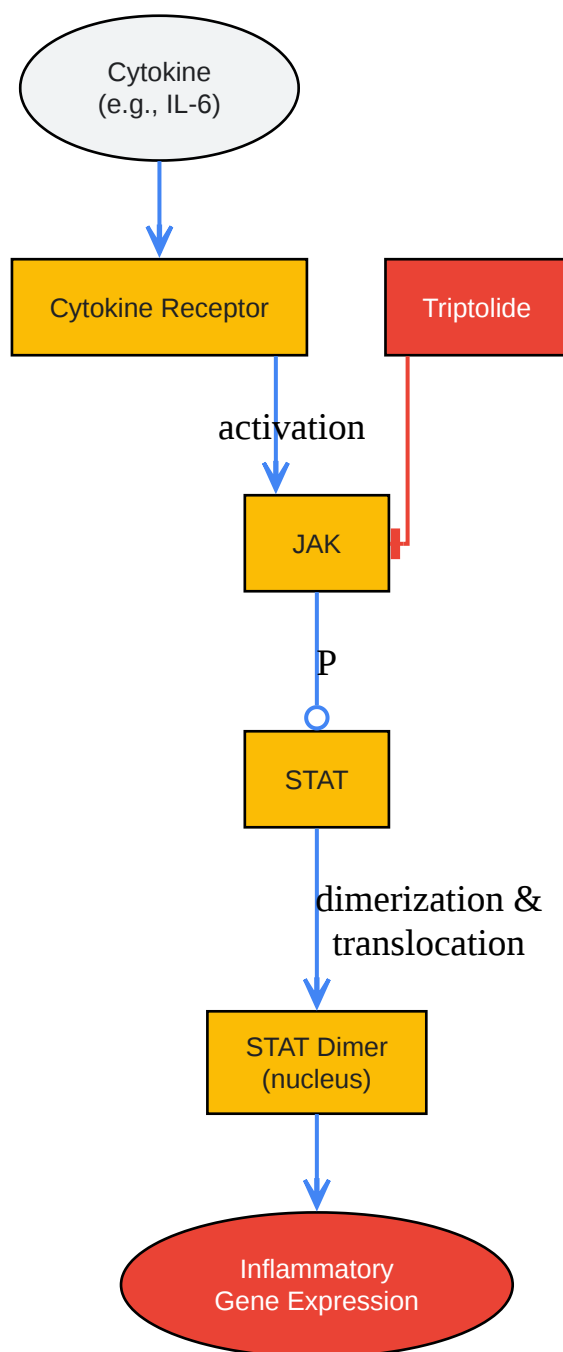 Cytokine
(e.g., IL-6)
Cytokine Receptor
Triptolide
activation
JAK
P
STAT
dimerization &
translocation
STAT Dimer
(nucleus)
Inflammatory
Gene Expression